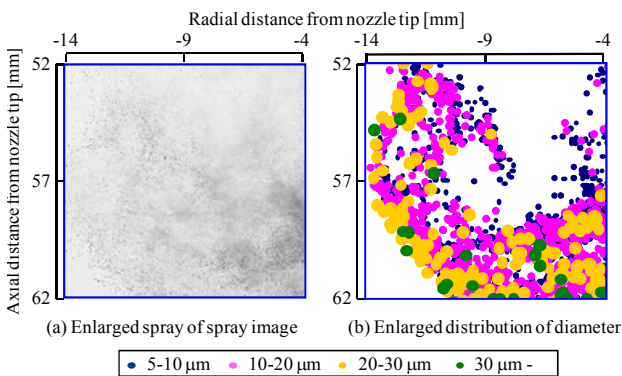 Radial distance from nozzle tip [mm]
-14 -9 -4 -14 -9 -4
Axial distance from nozzle tip [mm]
52 52
57 57
62 62
(a) Enlarged spray of spray image (b) Enlarged distribution of diameter
5-10 μm 10-20 μm 20-30 μm 30 μm -